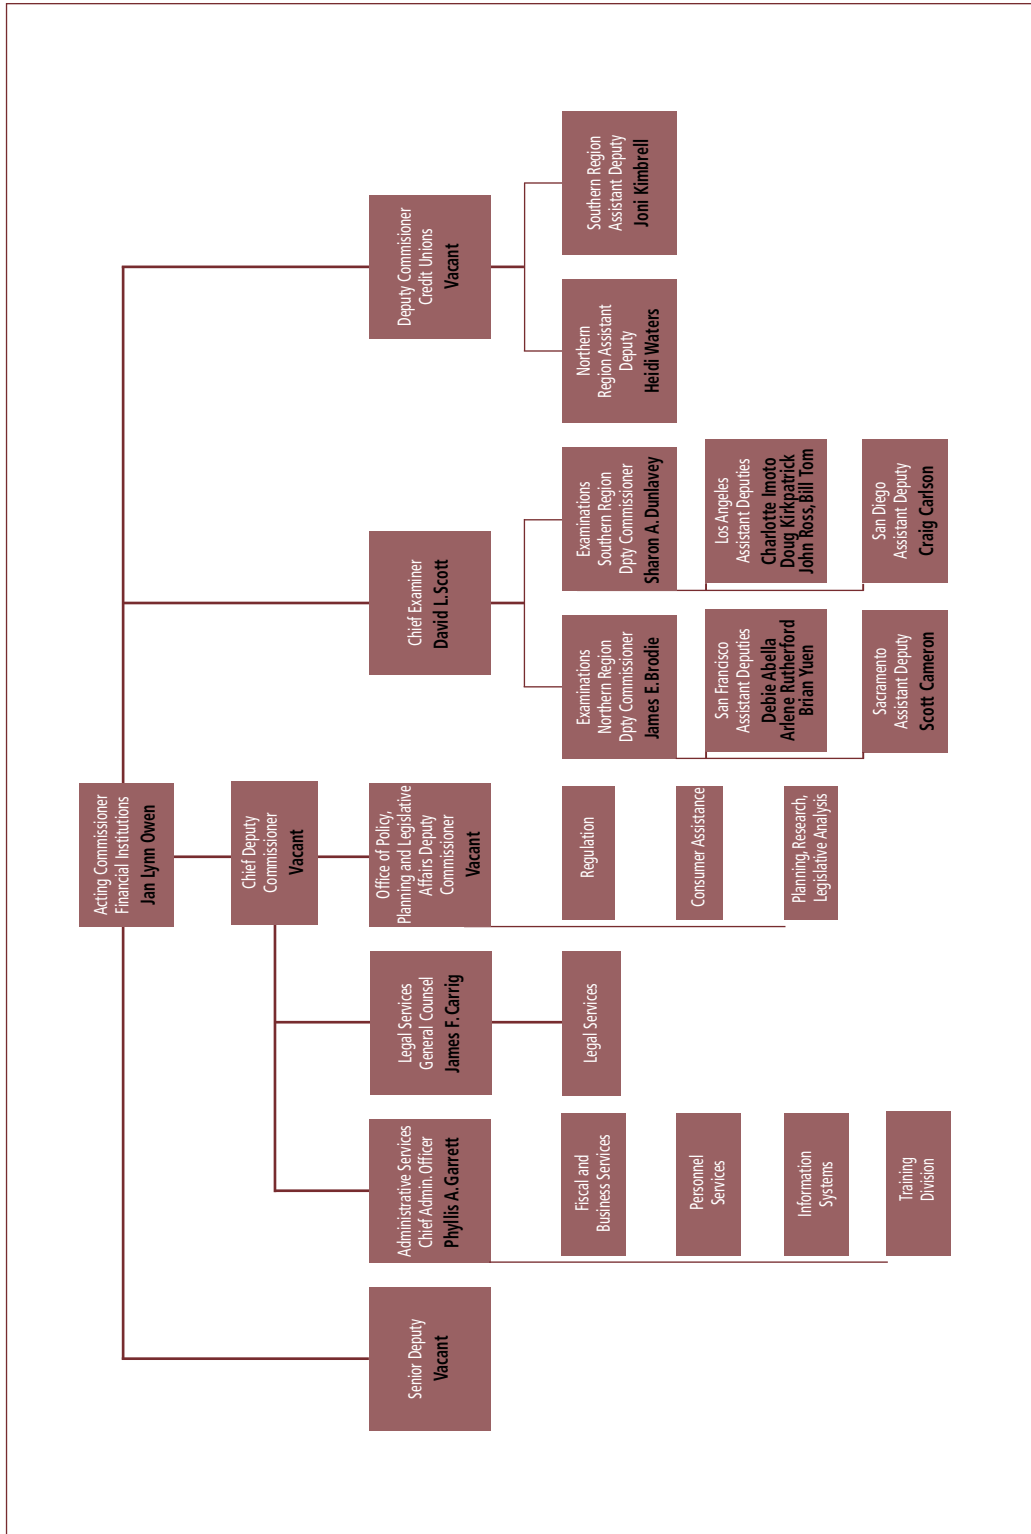 Acting Commissioner
Financial Institutions
Jan Lynn Owen
Chief Deputy
Commissioner
Vacant
Senior Deputy
Vacant
Administrative Services
Chief Admin. Officer
Phyllis A. Garrett
Legal Services
General Counsel
James F. Carrig
Office of Policy,
Planning and Legislative
Affairs Deputy
Commissioner
Vacant
Chief Examiner
David L. Scott
Deputy Commisioner
Credit Unions
Vacant
Fiscal and
Business Services
Personnel
Services
Information
Systems
Training
Division
Legal Services
Regulation
Consumer Assistance
Planning, Research,
Legislative Analysis
Examinations
Northern Region
Dpty Commissioner
James E. Brodie
San Francisco
Assistant Deputies
Debie Abella
Arlene Rutherford
Brian Yuen
Sacramento
Assistant Deputy
Scott Cameron
Examinations
Southern Region
Dpty Commissioner
Sharon A. Dunlavey
Los Angeles
Assistant Deputies
Charlotte Imoto
Doug Kirkpatrick
John Ross, Bill Tom
San Diego
Assistant Deputy
Craig Carlson
Northern
Region Assistant
Deputy
Heidi Waters
Southern Region
Assistant Deputy
Joni Kimbrell